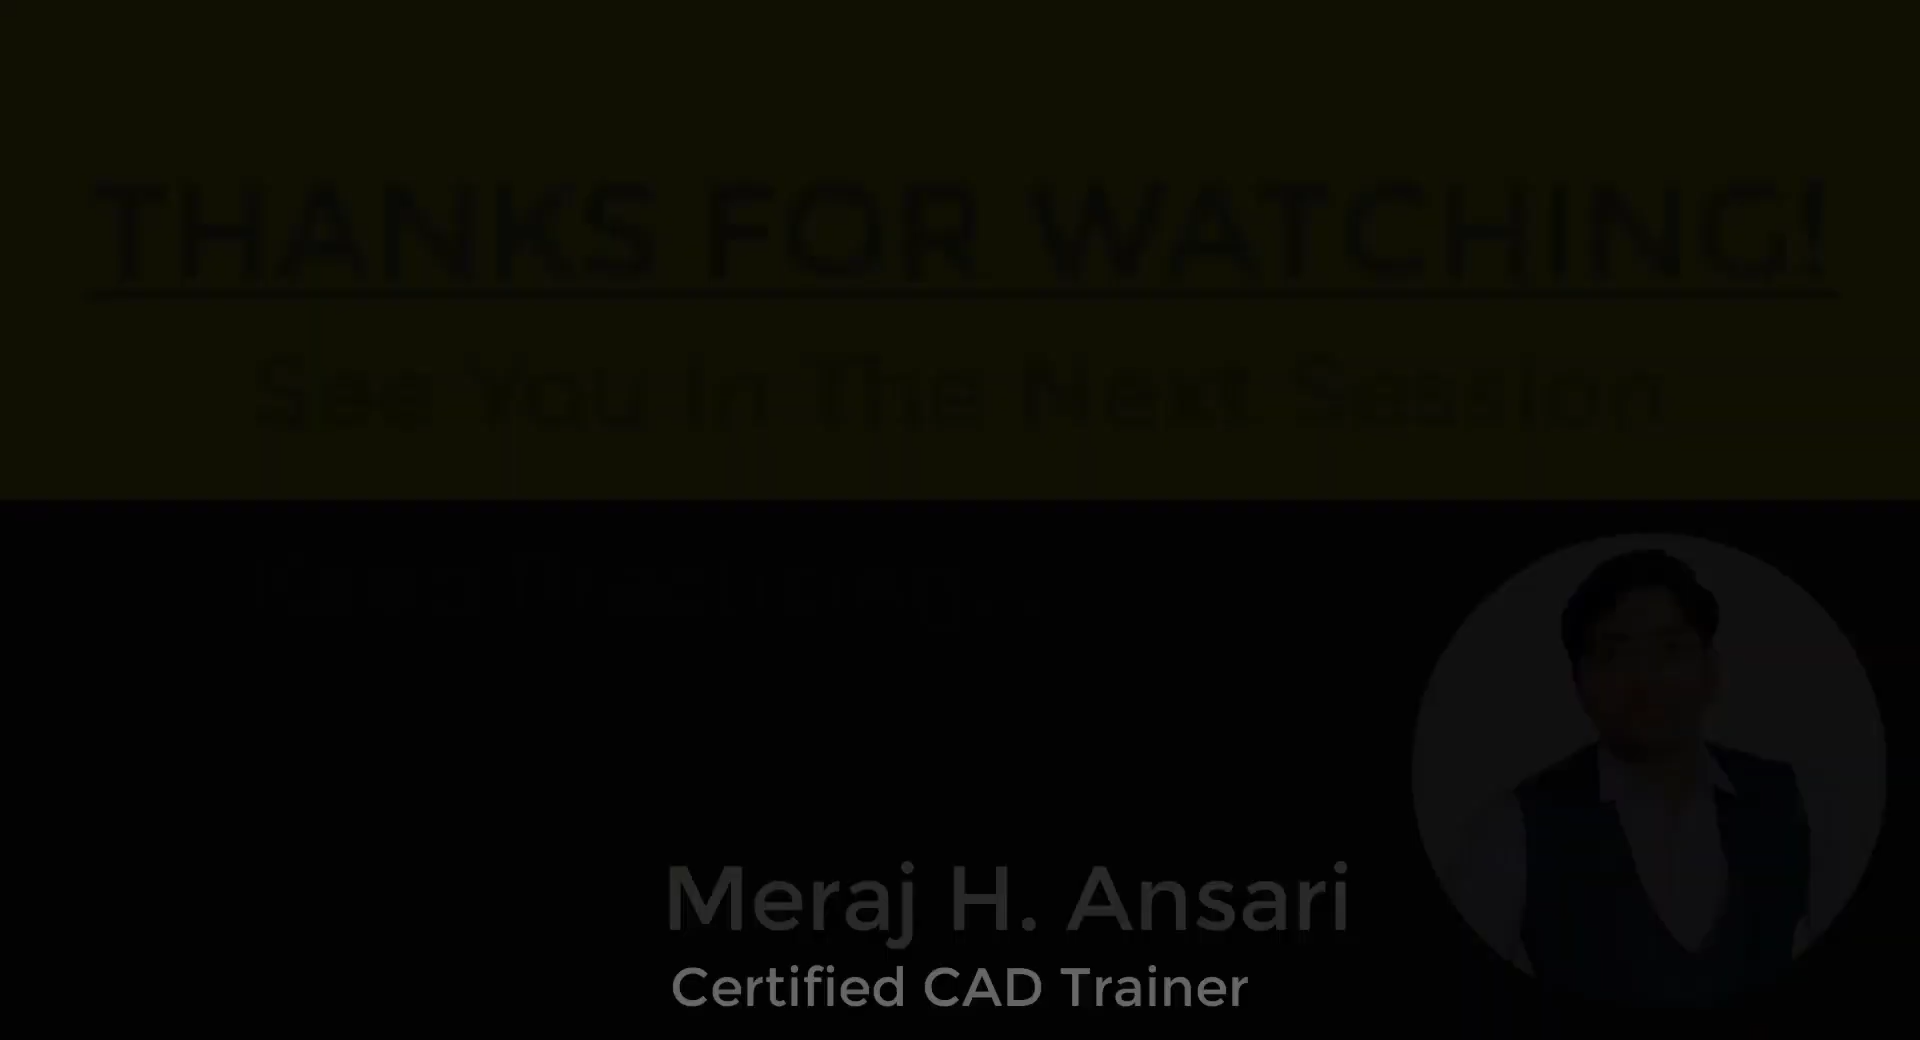 THANKS FOR WATCHING!
See You In The Next Session
Meraj H. Ansari
Certified CAD Trainer